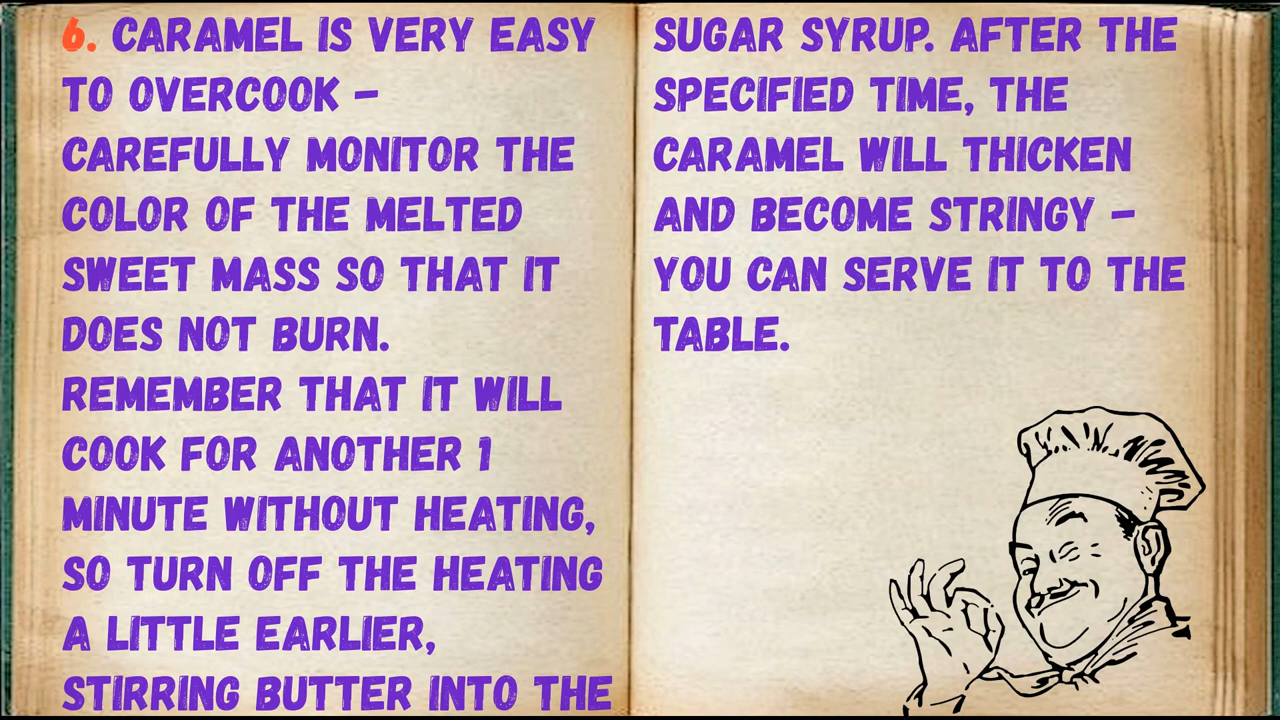 6. CARAMEL IS VERY EASY
TO OVERCOOK –
CAREFULLY MONITOR THE
COLOR OF THE MELTED
SWEET MASS SO THAT IT
DOES NOT BURN.
REMEMBER THAT IT WILL
COOK FOR ANOTHER 1
MINUTE WITHOUT HEATING,
SO TURN OFF THE HEATING
A LITTLE EARLIER,
STIRRING BUTTER INTO THE
SUGAR SYRUP. AFTER THE
SPECIFIED TIME, THE
CARAMEL WILL THICKEN
AND BECOME STRINGY –
YOU CAN SERVE IT TO THE
TABLE.